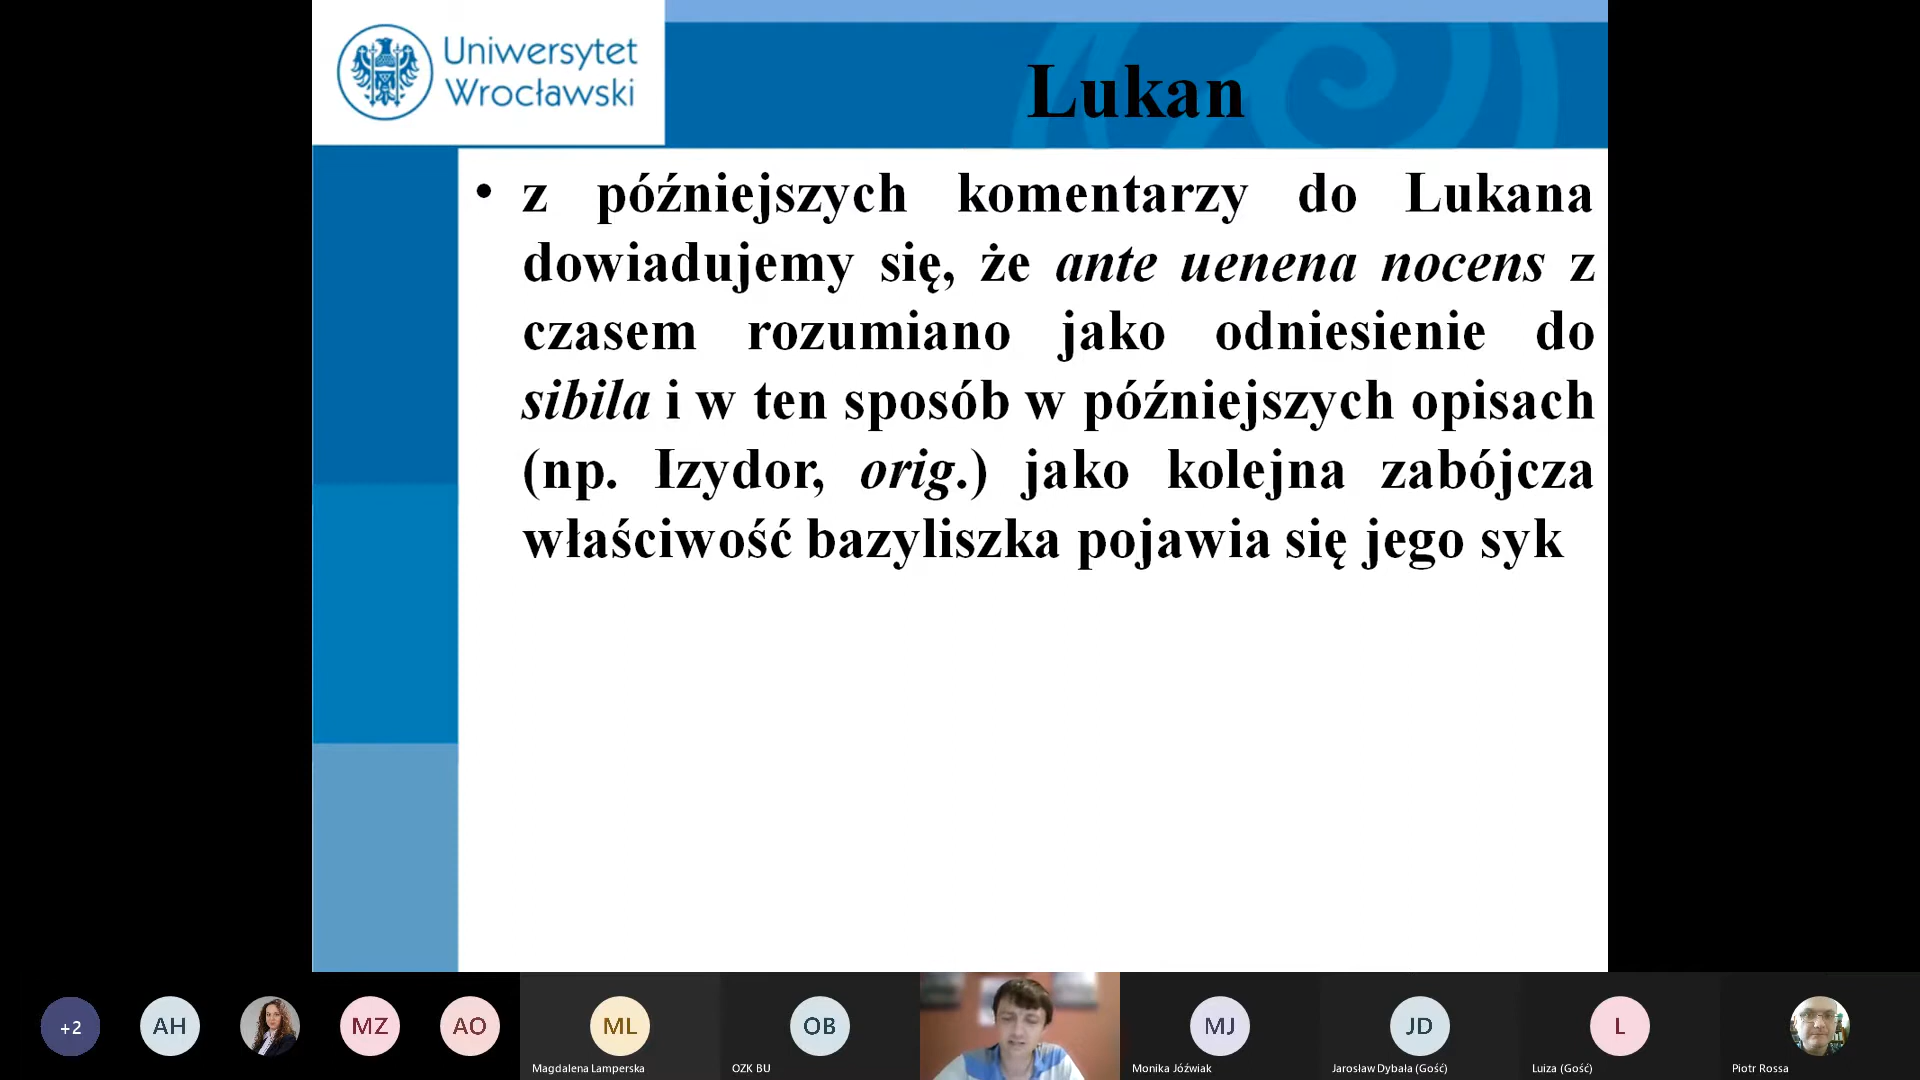 Uniwersytet
Wrocławski
Lukan
• z późniejszych komentarzy do Lukana
dowiadujemy się, że ante uenena nocens z
czasem rozumiano jako odniesienie do
sibila i w ten sposób w późniejszych opisach
(np. Izydor, orig.) jako kolejna zabójcza
właściwość bazyliszka pojawia się jego syk
+2
AH
MZ
AO
ML
OB
MJ
JD
L
Magdalena Lamperska
OZK BU
Monika Jóźwiak
Jarosław Dybała (Gość)
Luiza (Gość)
Piotr Rossa